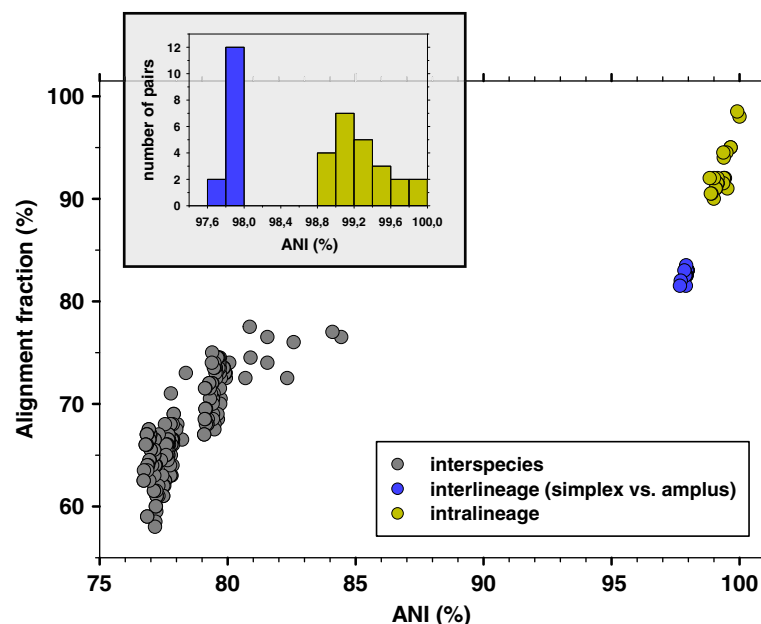 12
10
8
6
4
2
0
number of pairs
97,6 98,0 98,4 98,8 99,2 99,6 100,0
ANI (%)
100
90
80
70
60
Alignment fraction (%)
interspecies
interlineage (simplex vs. amplus)
intralineage
75 80 85 90 95 100
ANI (%)